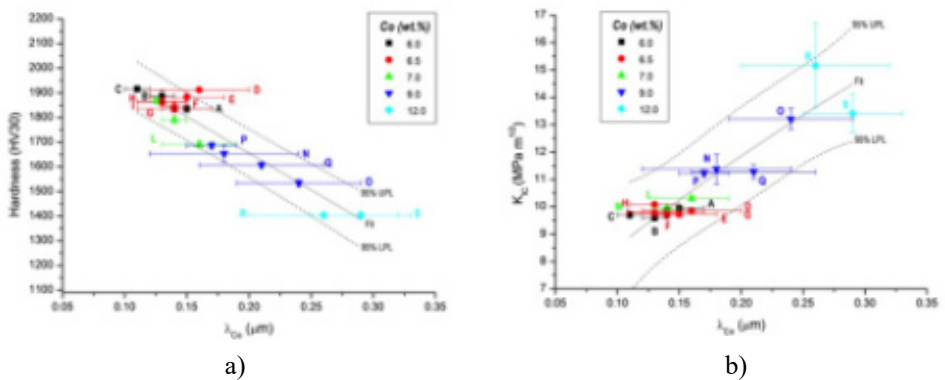 Co (wt.%)
6.0
6.5
7.0
9.0
12.0
2200
2100
2000
1900
1800
1700
1600
1500
1400
1300
1200
1100
Hardness (HV30)
C
B
D
H
F
E
G
A
L
P
N
Q
O
S
95% UPL
Fit
95% LPL
0.05
0.10
0.15
0.20
0.25
0.30
0.35
λCo (μm)
a)
Co (wt.%)
6.0
6.5
7.0
9.0
12.0
17
16
15
14
13
12
11
10
9
8
7
KIC (MPa m1/2)
95% UPL
Fit
95% LPL
R
S
O
N
P
Q
L
H
C
B
A
F
E
D
G
0.05
0.10
0.15
0.20
0.25
0.30
0.35
λCo (μm)
b)